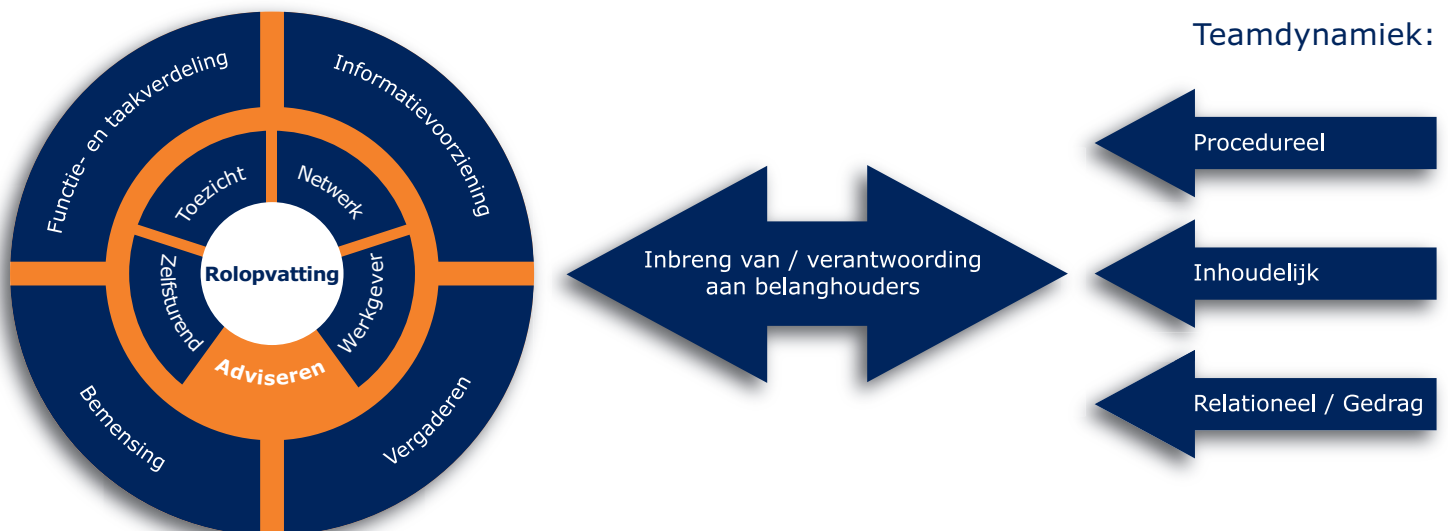 Functie- en taakverdeling
Informatievoorziening
Toezicht
Netwerk
Zelfsturend
Rolopvatting
Werkgever
Adviseren
Bemensing
Vergaderen
Inbreng van / verantwoording
aan belanghouders
Teamdynamiek:
Procedureel
Inhoudelijk
Relationeel / Gedrag